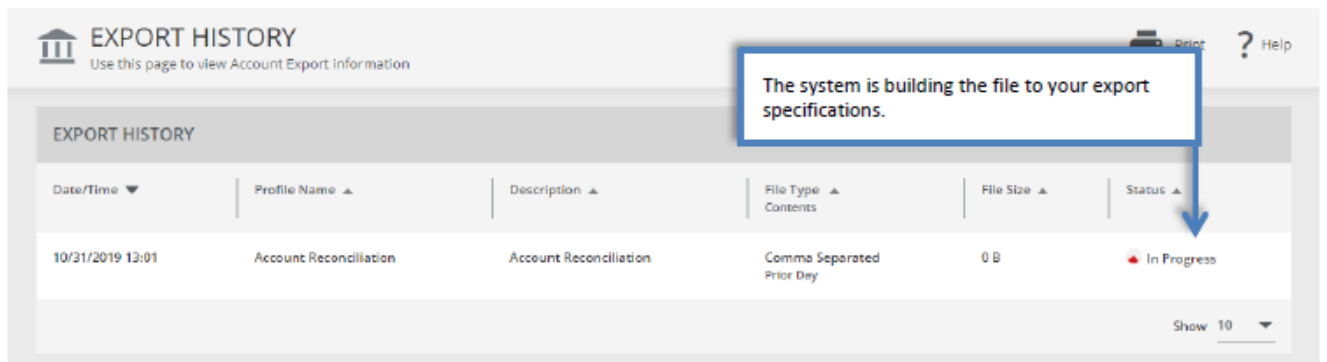 EXPORT HISTORY
Print
Help
Use this page to view Account Export information
The system is building the file to your export
specifications.
EXPORT HISTORY
Date/Time
Profile Name
Description
File Type
Contents
File Size
Status
10/31/2019 13:01
Account Reconciliation
Account Reconciliation
Comma Separated
Prior Day
0 B
In Progress
Show 10